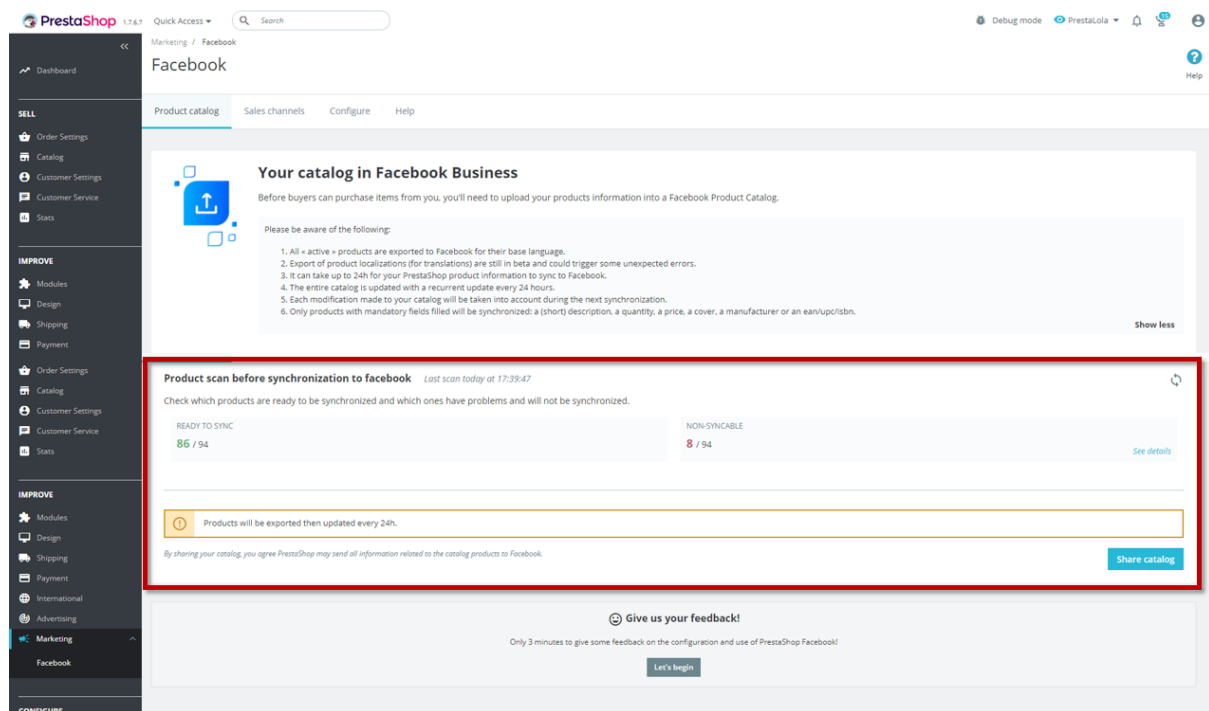 PrestaShop 1.7.6.7 Quick Access Search Debug mode PrestaLola 15
Marketing / Facebook
Facebook
Help
Product catalog Sales channels Configure Help
Dashboard
SELL
Order Settings
Catalog
Customer Settings
Customer Service
Stats
IMPROVE
Modules
Design
Shipping
Payment
Order Settings
Catalog
Customer Settings
Customer Service
Stats
IMPROVE
Modules
Design
Shipping
Payment
International
Advertising
Marketing
Facebook
CONFIGURE
Your catalog in Facebook Business
Before buyers can purchase items from you, you'll need to upload your products information into a Facebook Product Catalog.
Please be aware of the following:
1. All « active » products are exported to Facebook for their base language.
2. Export of product localizations (for translations) are still in beta and could trigger some unexpected errors.
3. It can take up to 24h for your PrestaShop product information to sync to Facebook.
4. The entire catalog is updated with a recurrent update every 24 hours.
5. Each modification made to your catalog will be taken into account during the next synchronization.
6. Only products with mandatory fields filled will be synchronized: a (short) description, a quantity, a price, a cover, a manufacturer or an ean/upc/isbn.
Show less
Product scan before synchronization to facebook Last scan today at 17:39:47
Check which products are ready to be synchronized and which ones have problems and will not be synchronized.
READY TO SYNC
86 / 94
NON-SYNCABLE
8 / 94
See details
Products will be exported then updated every 24h.
By sharing your catalog, you agree PrestaShop may send all information related to the catalog products to Facebook.
Share catalog
Give us your feedback!
Only 3 minutes to give some feedback on the configuration and use of PrestaShop Facebook!
Let's begin